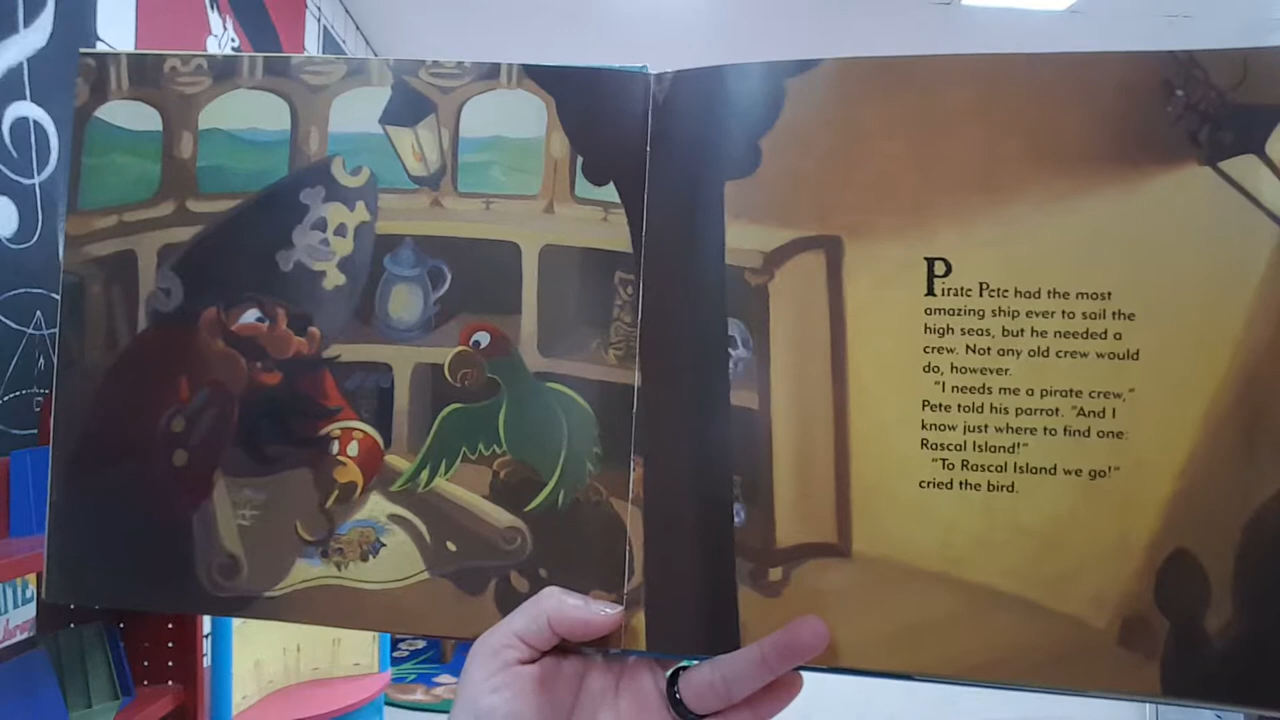 Pirate Pete had the most
amazing ship ever to sail the
high seas, but he needed a
crew. Not any old crew would
do, however.
"I needs me a pirate crew,"
Pete told his parrot. "And I
know just where to find one:
Rascal Island!"
"To Rascal Island we go!"
cried the bird.